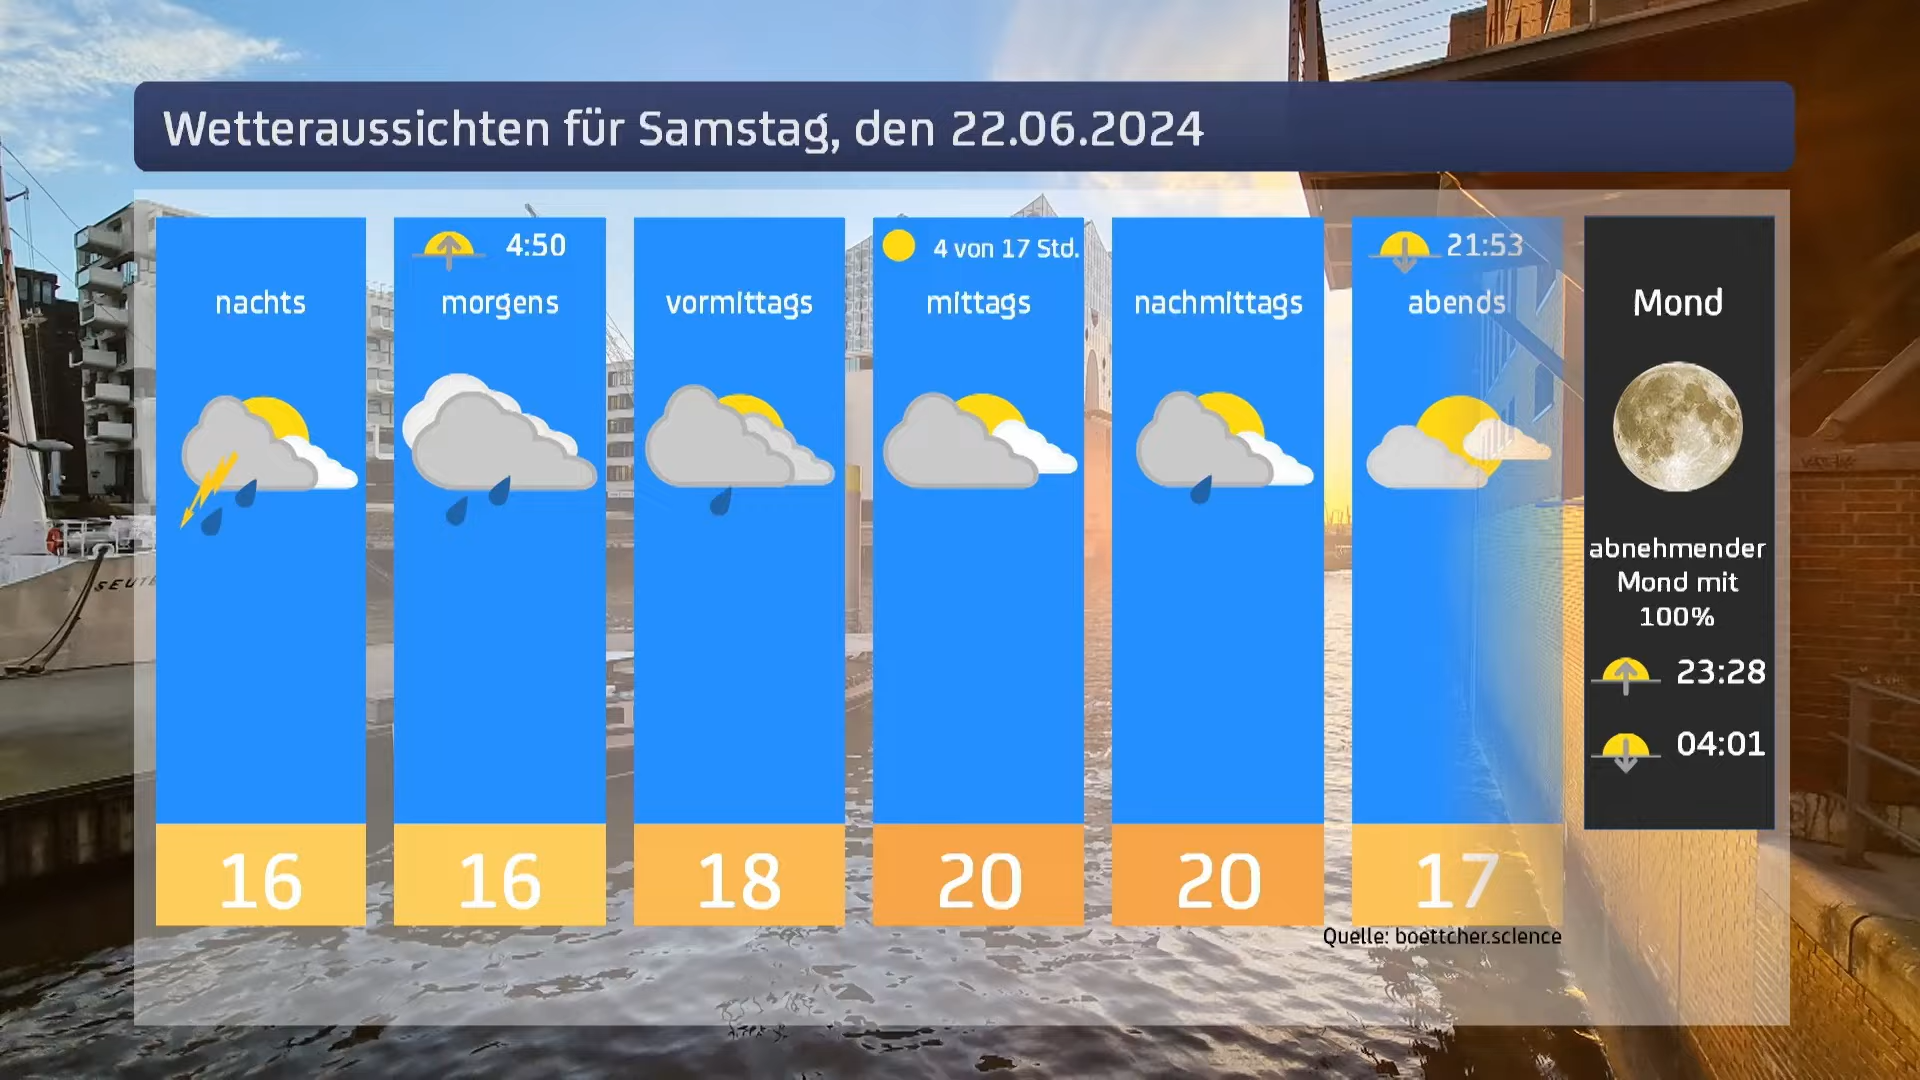 Wetteraussichten für Samstag, den 22.06.2024
nachts
4:50
morgens
vormittags
4 von 17 Std.
mittags
nachmittags
21:53
abends
Mond
abnehmender
Mond mit
100%
23:28
04:01
16
16
18
20
20
17
Quelle: boettcher.science
SEUTE